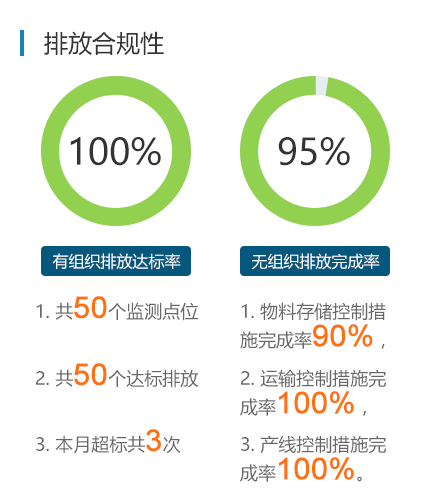 排放合规性
100%
95%
有组织排放达标率
无组织排放完成率
1. 共50个监测点位
2. 共50个达标排放
3. 本月超标共3次
1. 物料存储控制措
施完成率90%，
2. 运输控制措施完
成率100%，
3. 产线控制措施完
成率100%。